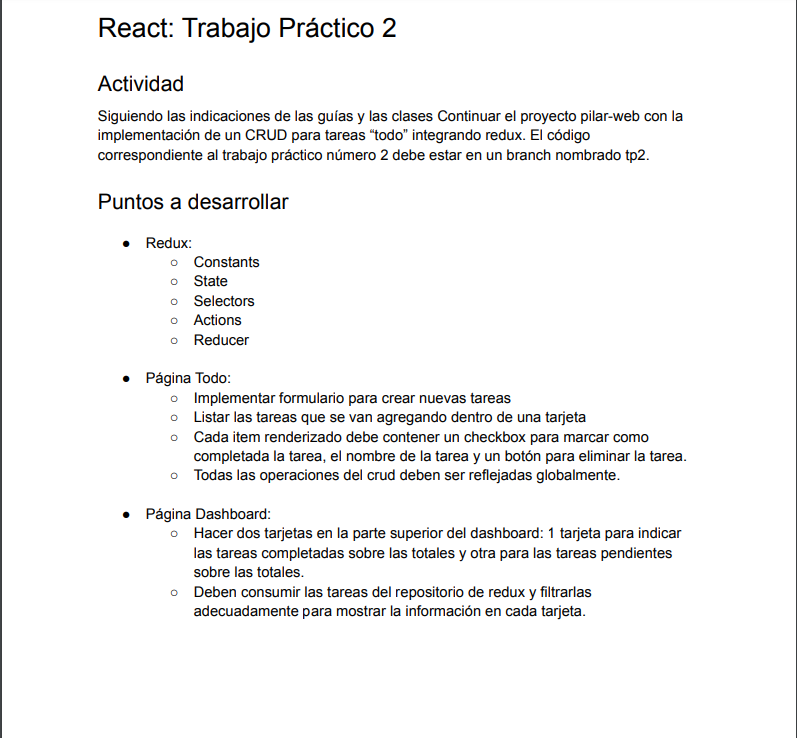 React: Trabajo Práctico 2
Actividad
Siguiendo las indicaciones de las guías y las clases Continuar el proyecto pilar-web con la
implementación de un CRUD para tareas “todo” integrando redux. El código
correspondiente al trabajo práctico número 2 debe estar en un branch nombrado tp2.
Puntos a desarrollar
● Redux:
○ Constants
○ State
○ Selectors
○ Actions
○ Reducer
● Página Todo:
○ Implementar formulario para crear nuevas tareas
○ Listar las tareas que se van agregando dentro de una tarjeta
○ Cada item renderizado debe contener un checkbox para marcar como
completada la tarea, el nombre de la tarea y un botón para eliminar la tarea.
○ Todas las operaciones del crud deben ser reflejadas globalmente.
● Página Dashboard:
○ Hacer dos tarjetas en la parte superior del dashboard: 1 tarjeta para indicar
las tareas completadas sobre las totales y otra para las tareas pendientes
sobre las totales.
○ Deben consumir las tareas del repositorio de redux y filtrarlas
adecuadamente para mostrar la información en cada tarjeta.